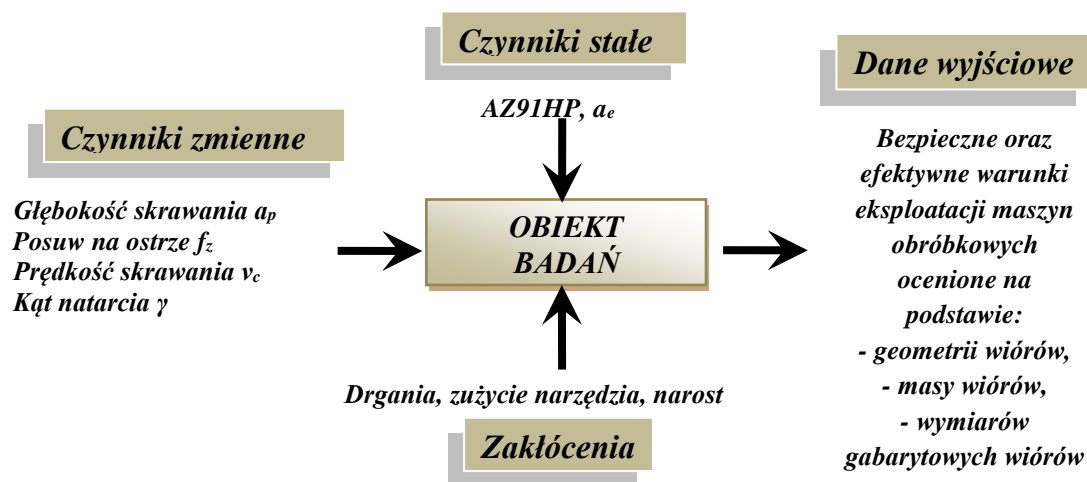 Czynniki stałe
AZ91HP, ae
Czynniki zmienne
Głębokość skrawania ap
Posuw na ostrze fz
Prędkość skrawania vc
Kąt natarcia γ
OBIEKT
BADAŃ
Drgania, zużycie narzędzia, narost
Zakłócenia
Dane wyjściowe
Bezpieczne oraz
efektywne warunki
eksploatacji maszyn
obróbkowych
ocenione na
podstawie:
- geometrii wiórów,
- masy wiórów,
- wymiarów
gabarytowych wiórów